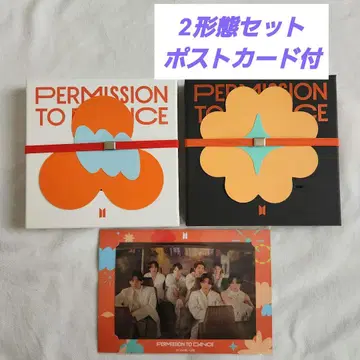 2形態セット
ポストカード付
PERMISSION
TO DANCE
PERMISSION
TO DANCE
PERMISSION TO DANCE